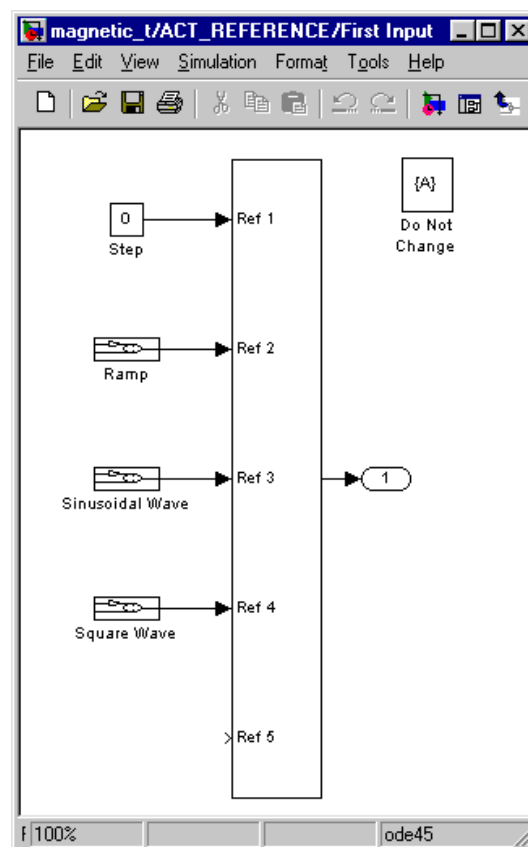 magnetic_t/ACT_REFERENCE/First Input
File Edit View Simulation Format Tools Help
{A}
Do Not
Change
0
Ref 1
Step
Ref 2
Ramp
Ref 3
1
Sinusoidal Wave
Ref 4
Square Wave
Ref 5
100%
ode45